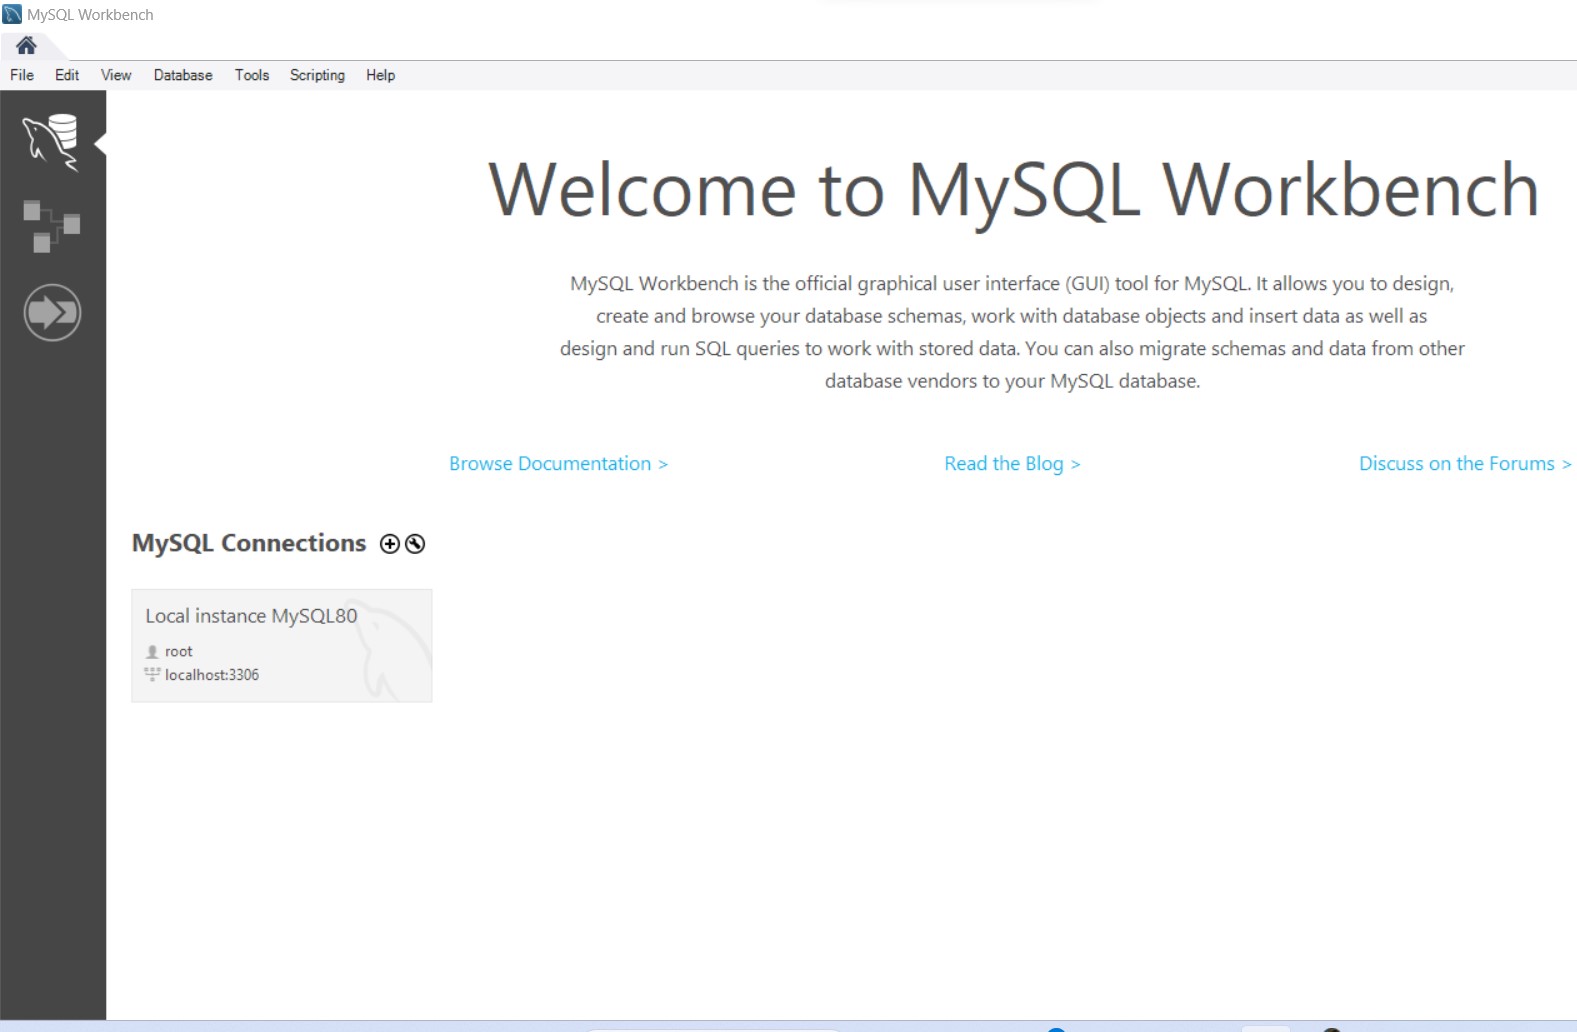 MySQL Workbench
File Edit View Database Tools Scripting Help
Welcome to MySQL Workbench
MySQL Workbench is the official graphical user interface (GUI) tool for MySQL. It allows you to design,
create and browse your database schemas, work with database objects and insert data as well as
design and run SQL queries to work with stored data. You can also migrate schemas and data from other
database vendors to your MySQL database.
Browse Documentation > Read the Blog > Discuss on the Forums >
MySQL Connections
Local instance MySQL80
root
localhost:3306